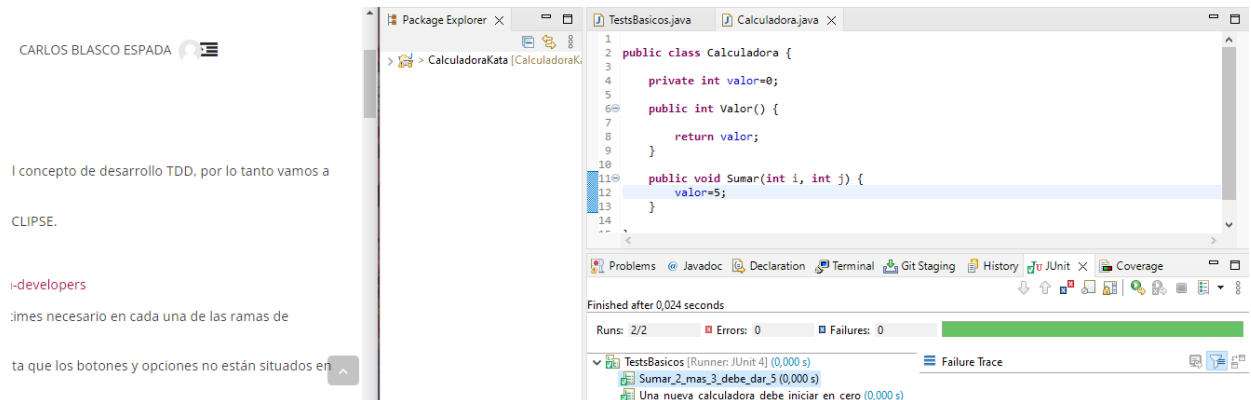 CARLOS BLASCO ESPADA
l concepto de desarrollo TDD, por lo tanto vamos a
CLIPSE.
-developers
times necesario en cada una de las ramas de
ta que los botones y opciones no están situados en
Package Explorer
> CalculadoraKata [CalculadoraKa
TestsBasicos.java
Calculadora.java
1
2 public class Calculadora {
3
4 private int valor=0;
5
6 public int Valor() {
7
8 return valor;
9 }
10
11 public void Sumar(int i, int j) {
12 valor=5;
13 }
14
Problems @ Javadoc Declaration Terminal Git Staging History JUnit Coverage
Finished after 0,024 seconds
Runs: 2/2 Errors: 0 Failures: 0
TestsBasicos [Runner: JUnit 4] (0,000 s)
Sumar_2_mas_3_debe_dar_5 (0,000 s)
Una nueva calculadora debe iniciar en cero (0,000 s)
Failure Trace